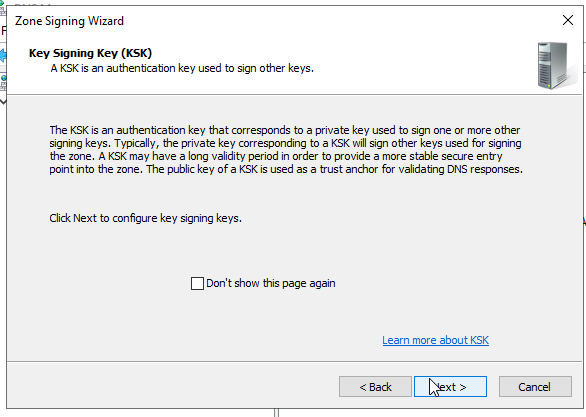 Zone Signing Wizard
Key Signing Key (KSK)
A KSK is an authentication key used to sign other keys.
The KSK is an authentication key that corresponds to a private key used to sign one or more other
signing keys. Typically, the private key corresponding to a KSK will sign other keys used for signing
the zone. A KSK may have a long validity period in order to provide a more stable secure entry
point into the zone. The public key of a KSK is used as a trust anchor for validating DNS responses.
Click Next to configure key signing keys.
Don't show this page again
Learn more about KSK
< Back
Next >
Cancel